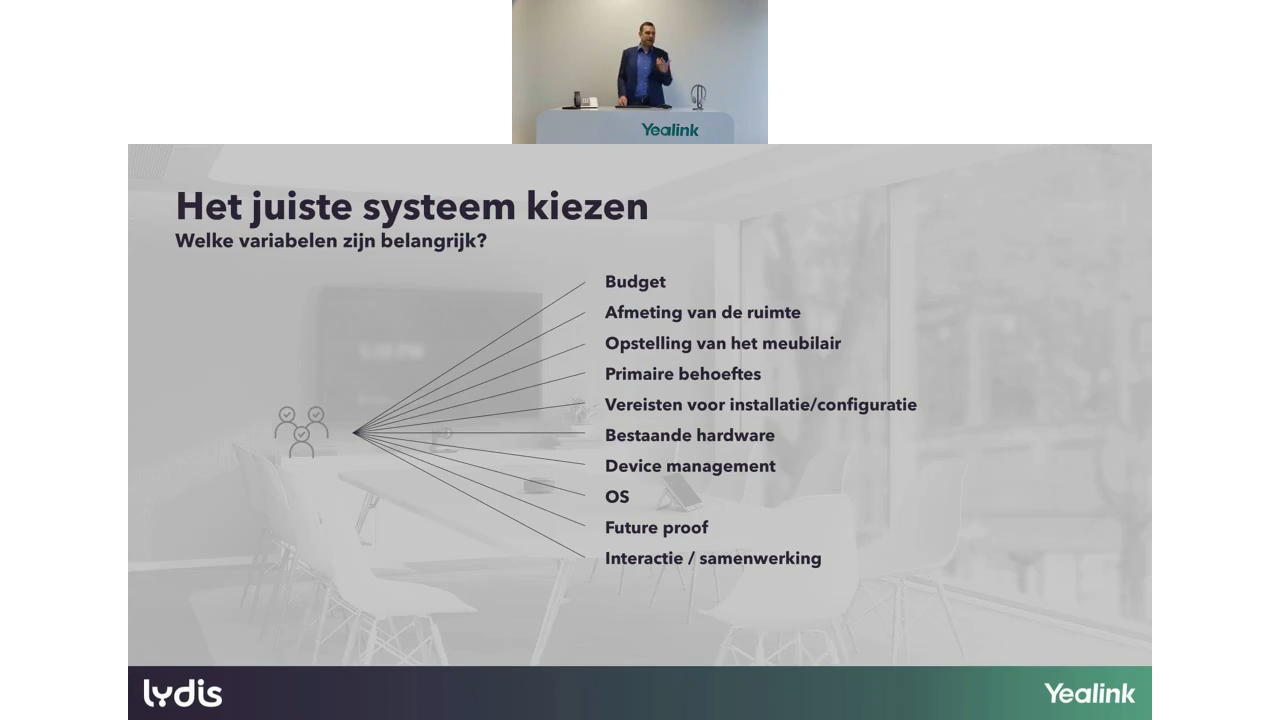 Yealink
Het juiste systeem kiezen
Welke variabelen zijn belangrijk?
Budget
Afmeting van de ruimte
Opstelling van het meubilair
Primaire behoeftes
Vereisten voor installatie/configuratie
Bestaande hardware
Device management
OS
Future proof
Interactie / samenwerking
lydis
Yealink